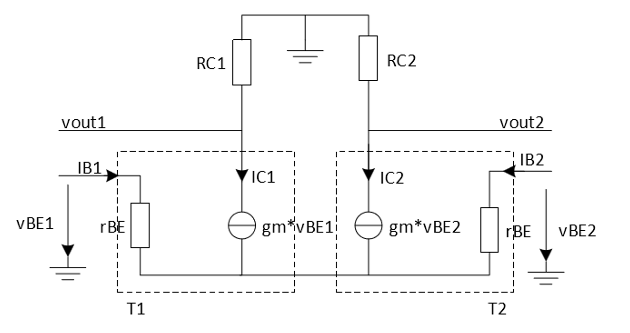 RC1
RC2
vout1
vout2
IB1
IC1
IC2
IB2
vBE1
rBE
gm*vBE1
gm*vBE2
rBE
vBE2
T1
T2